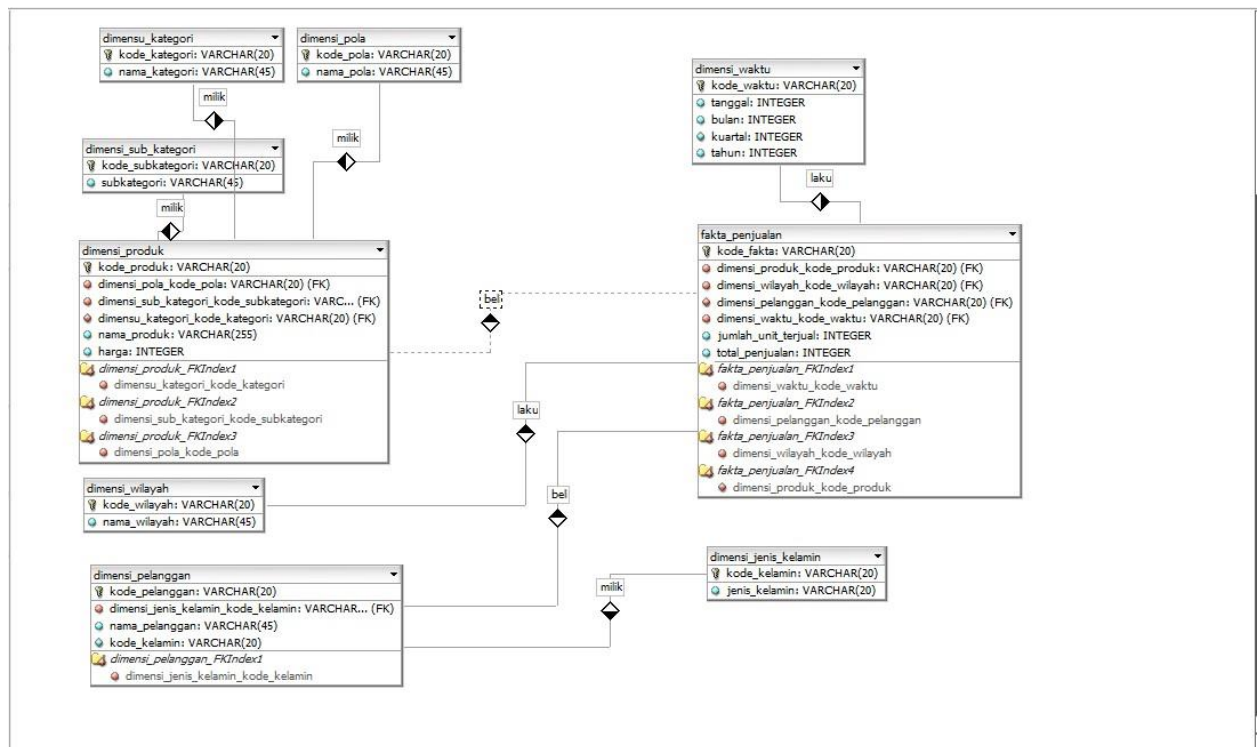 dimensu_kategori
kode_kategori: VARCHAR(20)
nama_kategori: VARCHAR(45)
dimensi_pola
kode_pola: VARCHAR(20)
nama_pola: VARCHAR(45)
dimensi_waktu
kode_waktu: VARCHAR(20)
tanggal: INTEGER
bulan: INTEGER
kuartal: INTEGER
tahun: INTEGER
milik
milik
dimensi_sub_kategori
kode_subkategori: VARCHAR(20)
subkategori: VARCHAR(45)
milik
laku
dimensi_produk
kode_produk: VARCHAR(20)
dimensi_pola_kode_pola: VARCHAR(20) (FK)
dimensi_sub_kategori_kode_subkategori: VARC... (FK)
dimensu_kategori_kode_kategori: VARCHAR(20) (FK)
nama_produk: VARCHAR(255)
harga: INTEGER
dimensi_produk_FKIndex1
dimensu_kategori_kode_kategori
dimensi_produk_FKIndex2
dimensi_sub_kategori_kode_subkategori
dimensi_produk_FKIndex3
dimensi_pola_kode_pola
bel
fakta_penjualan
kode_fakta: VARCHAR(20)
dimensi_produk_kode_produk: VARCHAR(20) (FK)
dimensi_wilayah_kode_wilayah: VARCHAR(20) (FK)
dimensi_pelanggan_kode_pelanggan: VARCHAR(20) (FK)
dimensi_waktu_kode_waktu: VARCHAR(20) (FK)
jumlah_unit_terjual: INTEGER
total_penjualan: INTEGER
fakta_penjualan_FKIndex1
dimensi_waktu_kode_waktu
fakta_penjualan_FKIndex2
dimensi_pelanggan_kode_pelanggan
fakta_penjualan_FKIndex3
dimensi_wilayah_kode_wilayah
fakta_penjualan_FKIndex4
dimensi_produk_kode_produk
laku
bel
dimensi_wilayah
kode_wilayah: VARCHAR(20)
nama_wilayah: VARCHAR(45)
dimensi_pelanggan
kode_pelanggan: VARCHAR(20)
dimensi_jenis_kelamin_kode_kelamin: VARCHAR... (FK)
nama_pelanggan: VARCHAR(45)
kode_kelamin: VARCHAR(20)
dimensi_pelanggan_FKIndex1
dimensi_jenis_kelamin_kode_kelamin
milik
dimensi_jenis_kelamin
kode_kelamin: VARCHAR(20)
jenis_kelamin: VARCHAR(20)